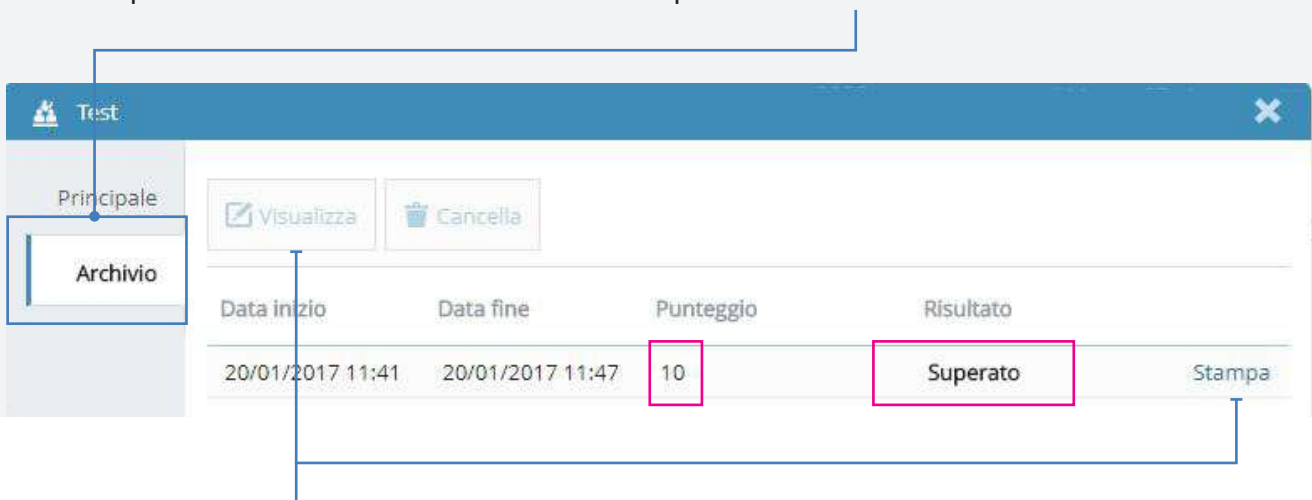 Test
Principale
Visualizza Cancella
Archivio
Data inizio Data fine Punteggio Risultato
20/01/2017 11:41 20/01/2017 11:47 10 Superato Stampa